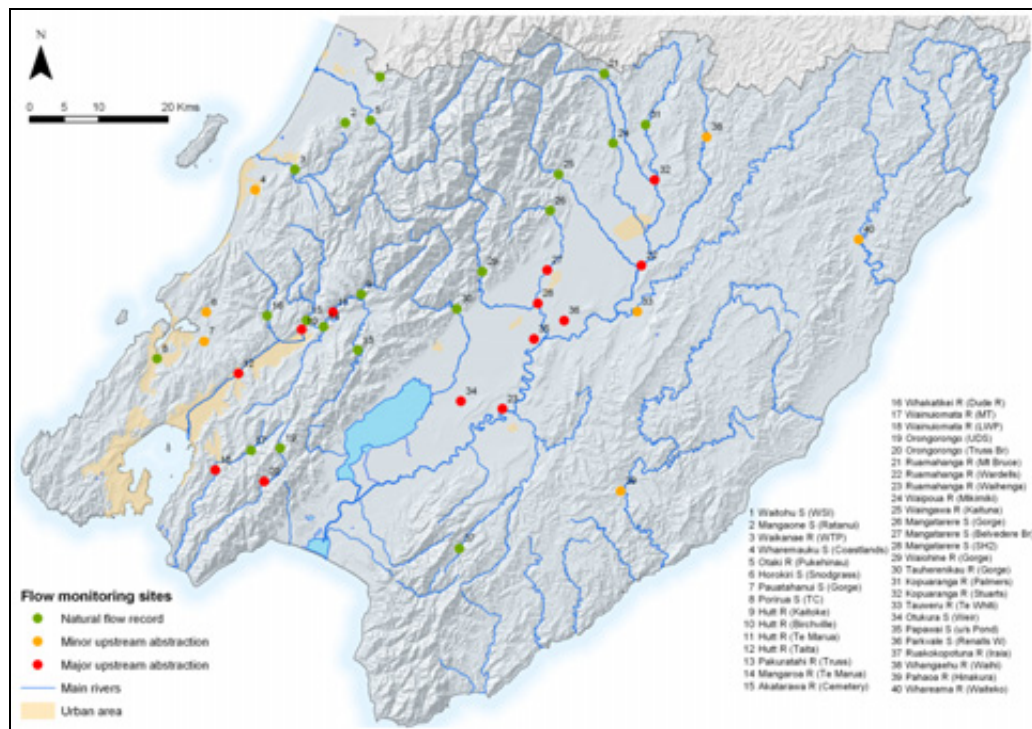 N
0 5 10 20 Kms
Flow monitoring sites
Natural flow record
Minor upstream abstraction
Major upstream abstraction
Main rivers
Urban area
1 Waitohu S (WSI)
2 Mangaone S (Ratanui)
3 Waikanae R (WTP)
4 Wharemauku S (Coastlands)
5 Otaki R (Pukehinau)
6 Horokiri S (Snodgrass)
7 Pauatahanui S (Gorge)
8 Porirua S (TC)
9 Hutt R (Kaitoke)
10 Hutt R (Birchville)
11 Hutt R (Te Marua)
12 Hutt R (Taita)
13 Pakuratahi R (Truss)
14 Mangaroa R (Te Marua)
15 Akatarawa R (Cemetery)
16 Whakatikei R (Dude R)
17 Wainuiomata R (MT)
18 Wainuiomata R (LWP)
19 Orongorongo (UDS)
20 Orongorongo (Truss Br)
21 Ruamahanga R (Mt Bruce)
22 Ruamahanga R (Wardells)
23 Ruamahanga R (Waihenga)
24 Waipoua R (Mikimiki)
25 Waingawa R (Kaituna)
26 Mangatarere S (Gorge)
27 Mangatarere S (Belvedere Br)
28 Mangatarere S (SH2)
29 Waiohine R (Gorge)
30 Tauherenikau R (Gorge)
31 Kopuaranga R (Palmers)
32 Kopuaranga R (Stuarts)
33 Tauweru R (Te Whiti)
34 Otukura S (Weir)
35 Papawai S (u/s Pond)
36 Parkvale S (Renalls W)
37 Ruakokoputuna R (Iraia)
38 Whangaehu R (Waihi)
39 Pahaoa R (Hinakura)
40 Whareama R (Waiteko)